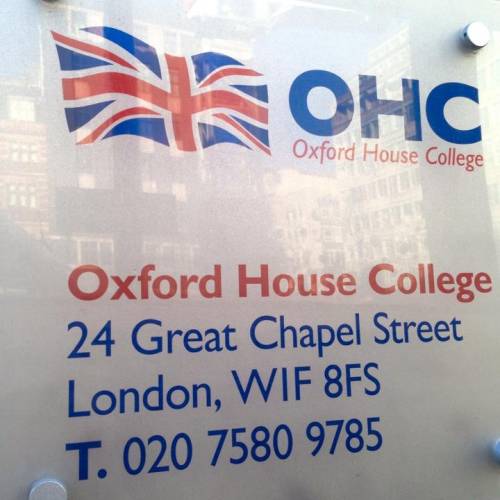 OHC
Oxford House College
Oxford House College
24 Great Chapel Street
London, WIF 8FS
T. 020 7580 9785